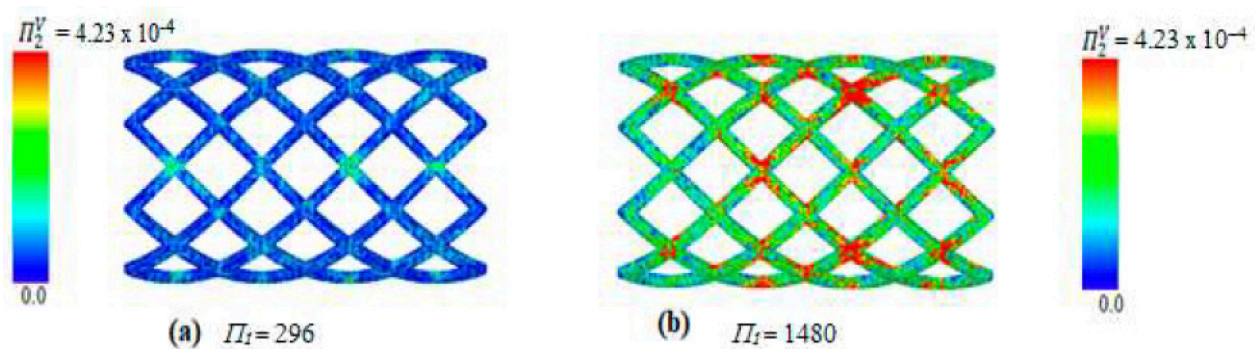 Π₂ⱽ = 4.23 x 10⁻⁴
0.0
(a) Π₁ = 296
Π₂ⱽ = 4.23 x 10⁻⁴
0.0
(b) Π₁ = 1480